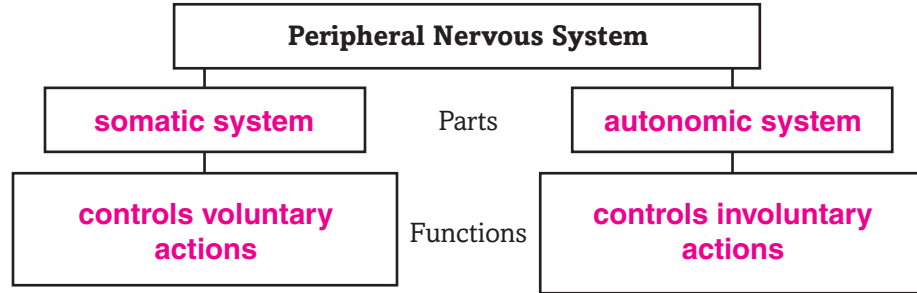 Peripheral Nervous System
somatic system
Parts
autonomic system
controls voluntary
actions
Functions
controls involuntary
actions